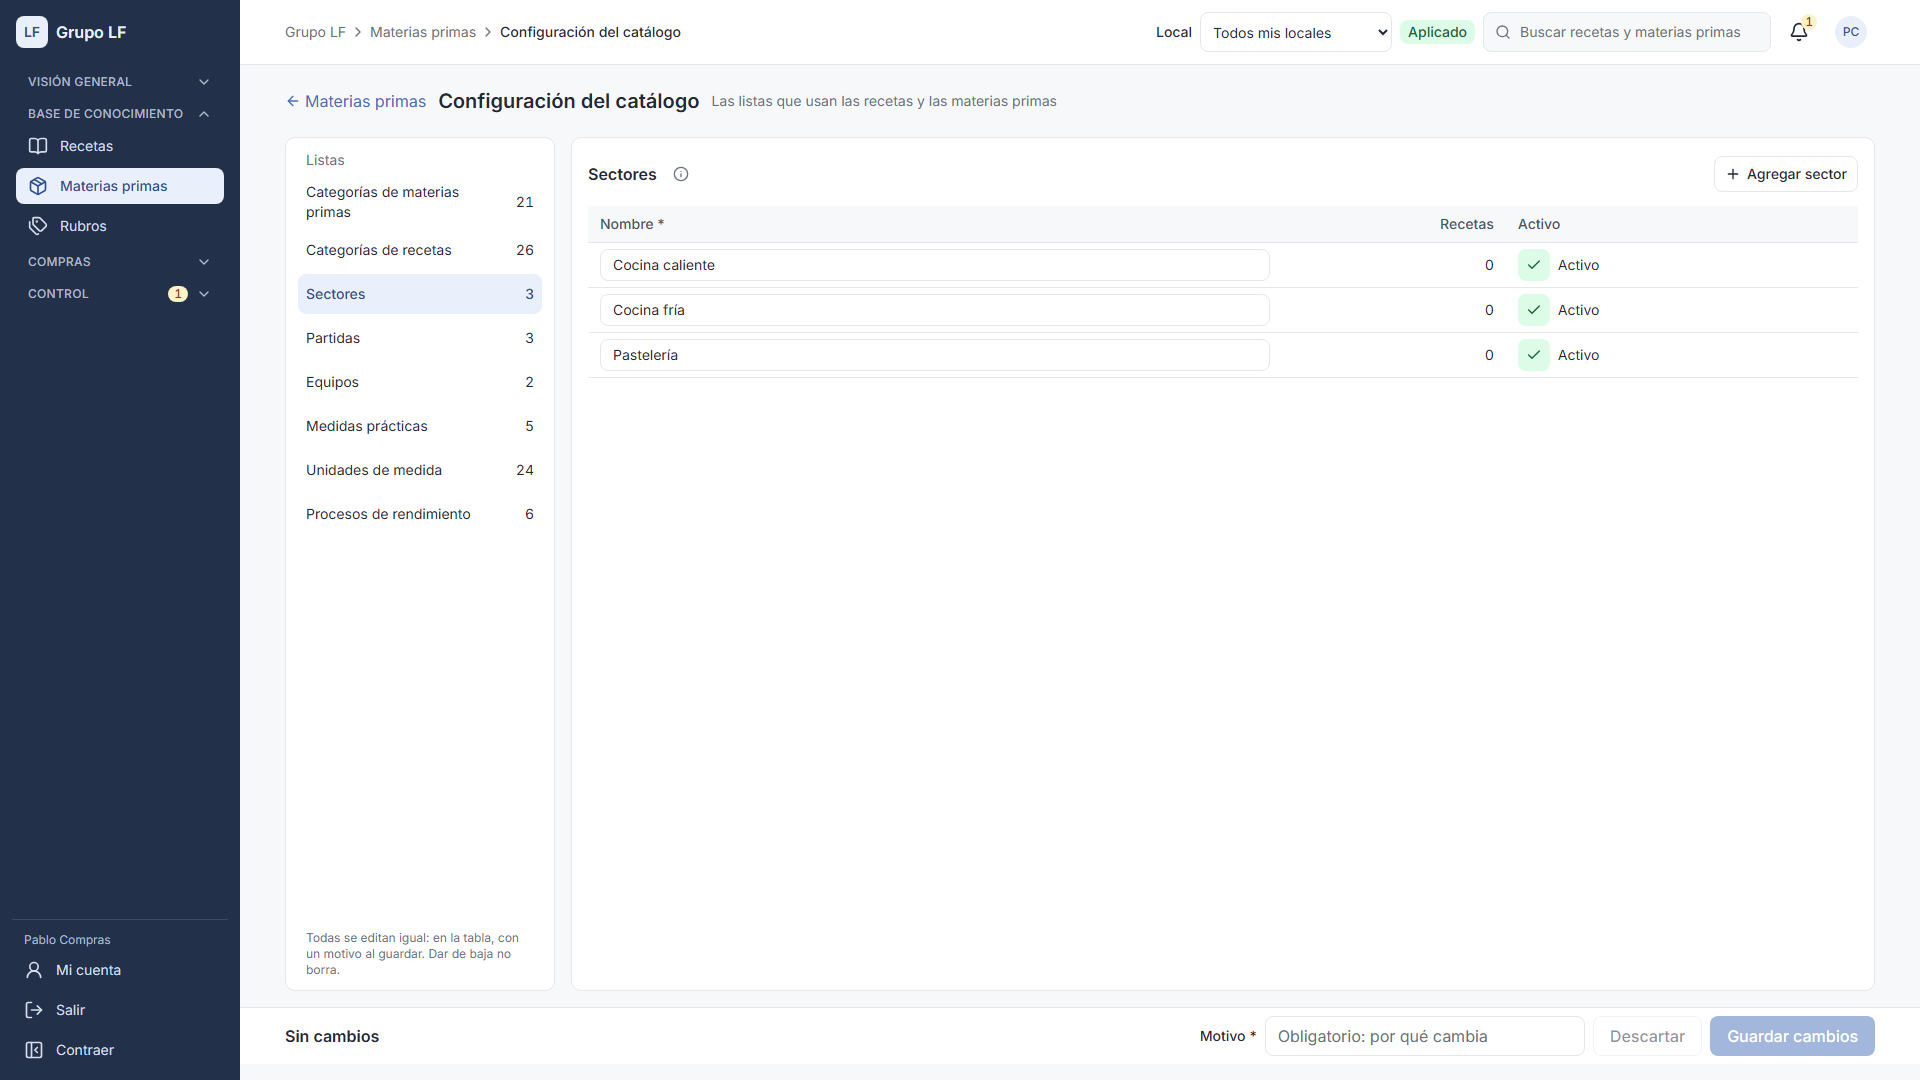 LF Grupo LF
VISIÓN GENERAL
BASE DE CONOCIMIENTO
Recetas
Materias primas
Rubros
COMPRAS
CONTROL 1
Pablo Compras
Mi cuenta
Salir
Contraer
Grupo LF > Materias primas > Configuración del catálogo
Local Todos mis locales Aplicado Buscar recetas y materias primas 1 PC
← Materias primas Configuración del catálogo Las listas que usan las recetas y las materias primas
Listas
Categorías de materias
primas 21
Categorías de recetas 26
Sectores 3
Partidas 3
Equipos 2
Medidas prácticas 5
Unidades de medida 24
Procesos de rendimiento 6
Todas se editan igual: en la tabla, con
un motivo al guardar. Dar de baja no
borra.
Sectores + Agregar sector
Nombre * Recetas Activo
Cocina caliente 0 Activo
Cocina fría 0 Activo
Pastelería 0 Activo
Sin cambios Motivo * Obligatorio: por qué cambia Descartar Guardar cambios